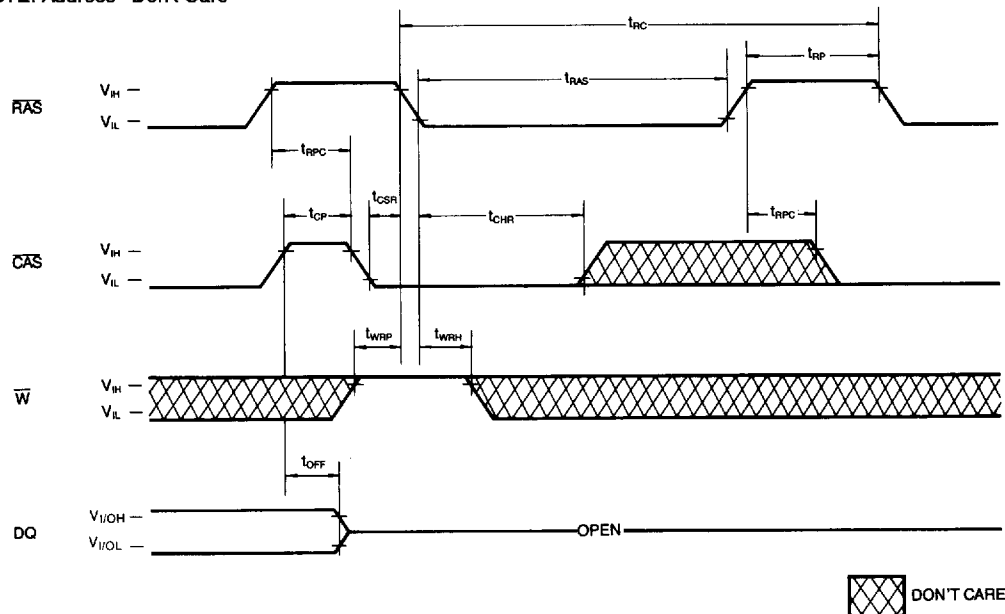 Address Don't Care
tRC
tRP
tRAS
RAS
VIH
VIL
tRPC
tCP
tCSR
tCHR
tRPC
CAS
VIH
VIL
tWRP
tWRH
W
VIH
VIL
tOFF
DQ
VI/OH
VI/OL
OPEN
DON'T CARE